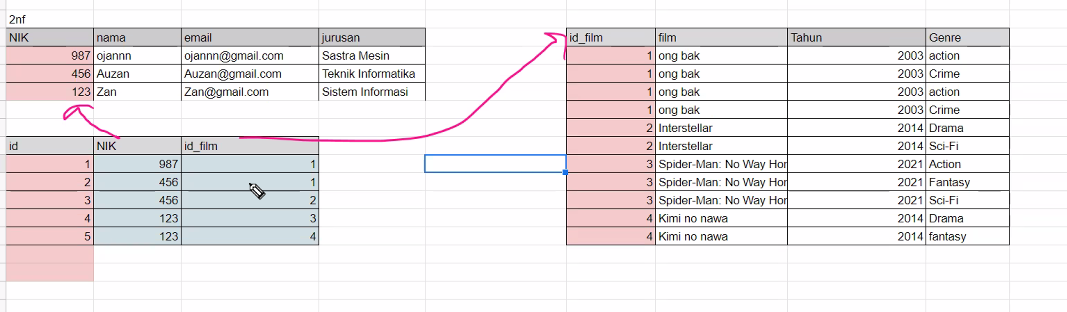 2nf
NIK nama email jurusan
987 ojannn ojannn@gmail.com Sastra Mesin
456 Auzan Auzan@gmail.com Teknik Informatika
123 Zan Zan@gmail.com Sistem Informasi
id NIK id_film
1 987 1
2 456 1
3 456 2
4 123 3
5 123 4
id_film film Tahun Genre
1 ong bak 2003 action
1 ong bak 2003 Crime
1 ong bak 2003 action
1 ong bak 2003 Crime
2 Interstellar 2014 Drama
2 Interstellar 2014 Sci-Fi
3 Spider-Man: No Way Hor 2021 Action
3 Spider-Man: No Way Hor 2021 Fantasy
3 Spider-Man: No Way Hor 2021 Sci-Fi
4 Kimi no nawa 2014 Drama
4 Kimi no nawa 2014 fantasy